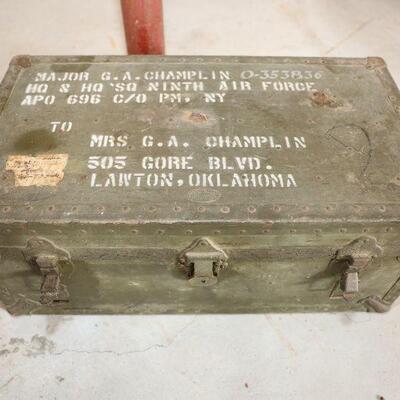 MAJOR G.A. CHAMPLIN O-353836
HQ & HQ 'SQ NINTH AIR FORCE
APO 696 C/O PM, NY
TO
MRS G.A. CHAMPLIN
505 GORE BLVD.
LAWTON, OKLAHOMA